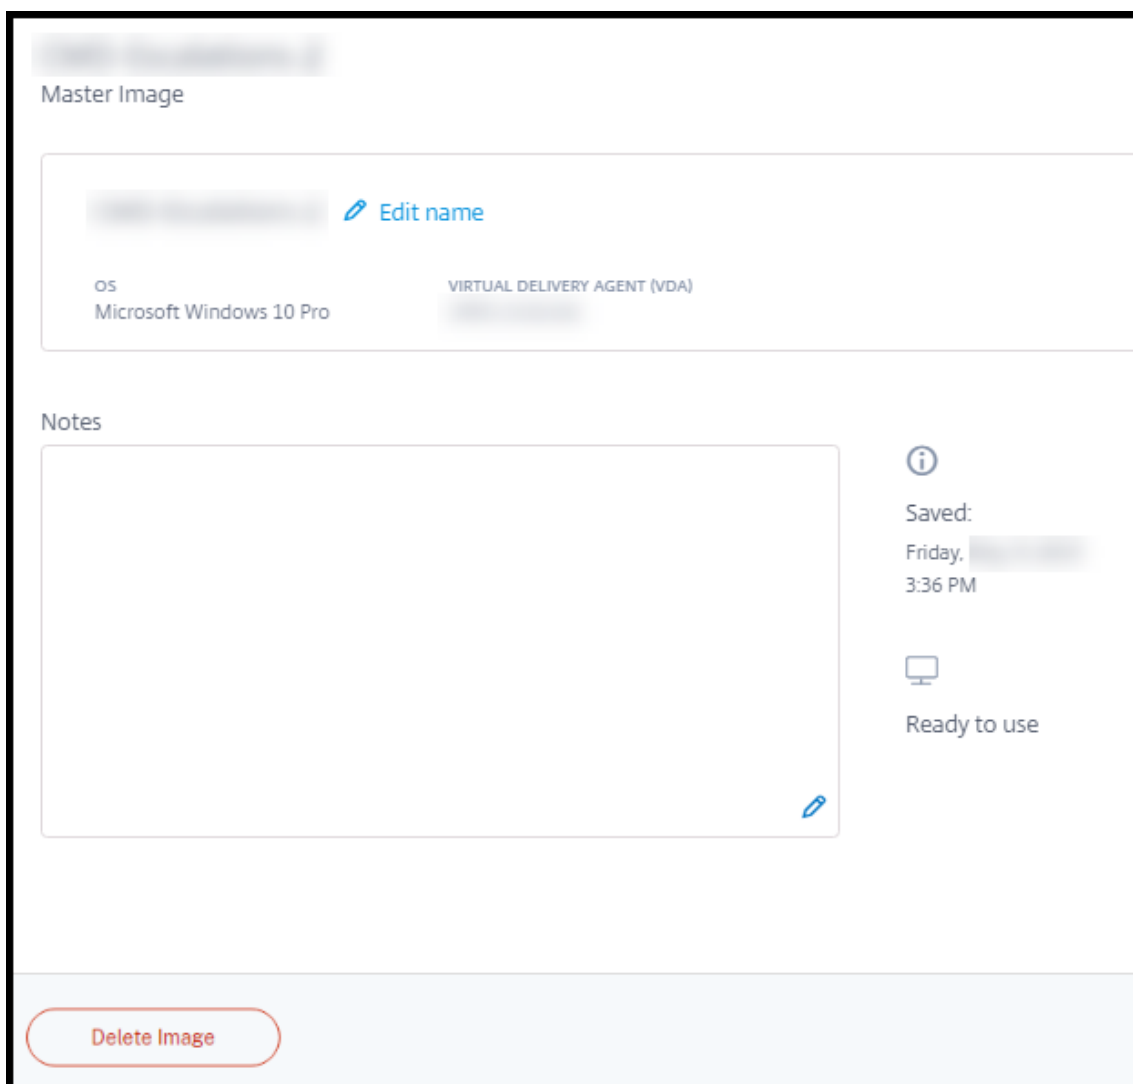 Master Image
Edit name
OS
Microsoft Windows 10 Pro
VIRTUAL DELIVERY AGENT (VDA)
Notes
Saved:
Friday,
3:36 PM
Ready to use
Delete Image